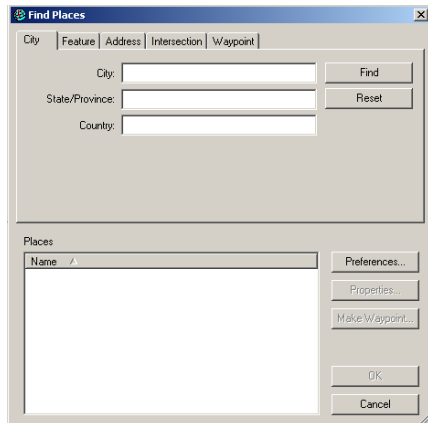 Find Places
City Feature Address Intersection Waypoint
City: Find
State/Province: Reset
Country:
Places
Name
Preferences...
Properties...
Make Waypoint...
OK
Cancel